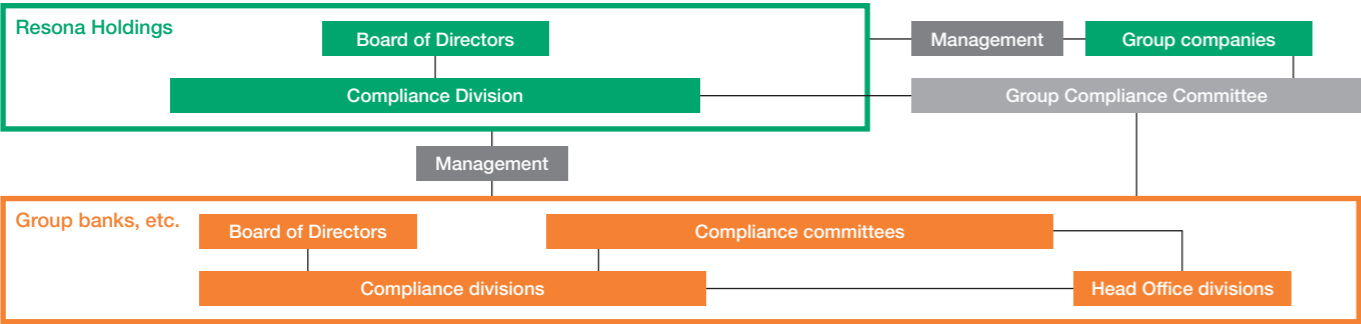 Resona Holdings
Board of Directors
Management
Group companies
Compliance Division
Group Compliance Committee
Management
Group banks, etc.
Board of Directors
Compliance committees
Compliance divisions
Head Office divisions